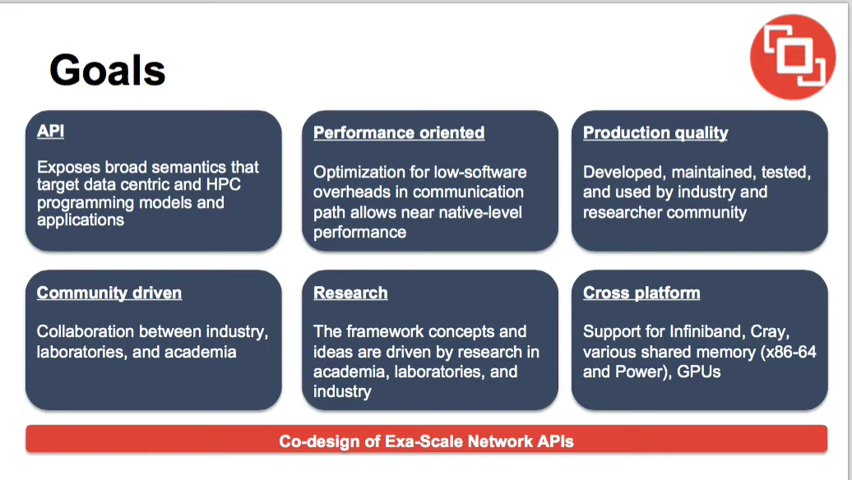 Goals
API
Exposes broad semantics that
target data centric and HPC
programming models and
applications
Performance oriented
Optimization for low-software
overheads in communication
path allows near native-level
performance
Production quality
Developed, maintained, tested,
and used by industry and
researcher community
Community driven
Collaboration between industry,
laboratories, and academia
Research
The framework concepts and
ideas are driven by research in
academia, laboratories, and
industry
Cross platform
Support for Infiniband, Cray,
various shared memory (x86-64
and Power), GPUs
Co-design of Exa-Scale Network APIs